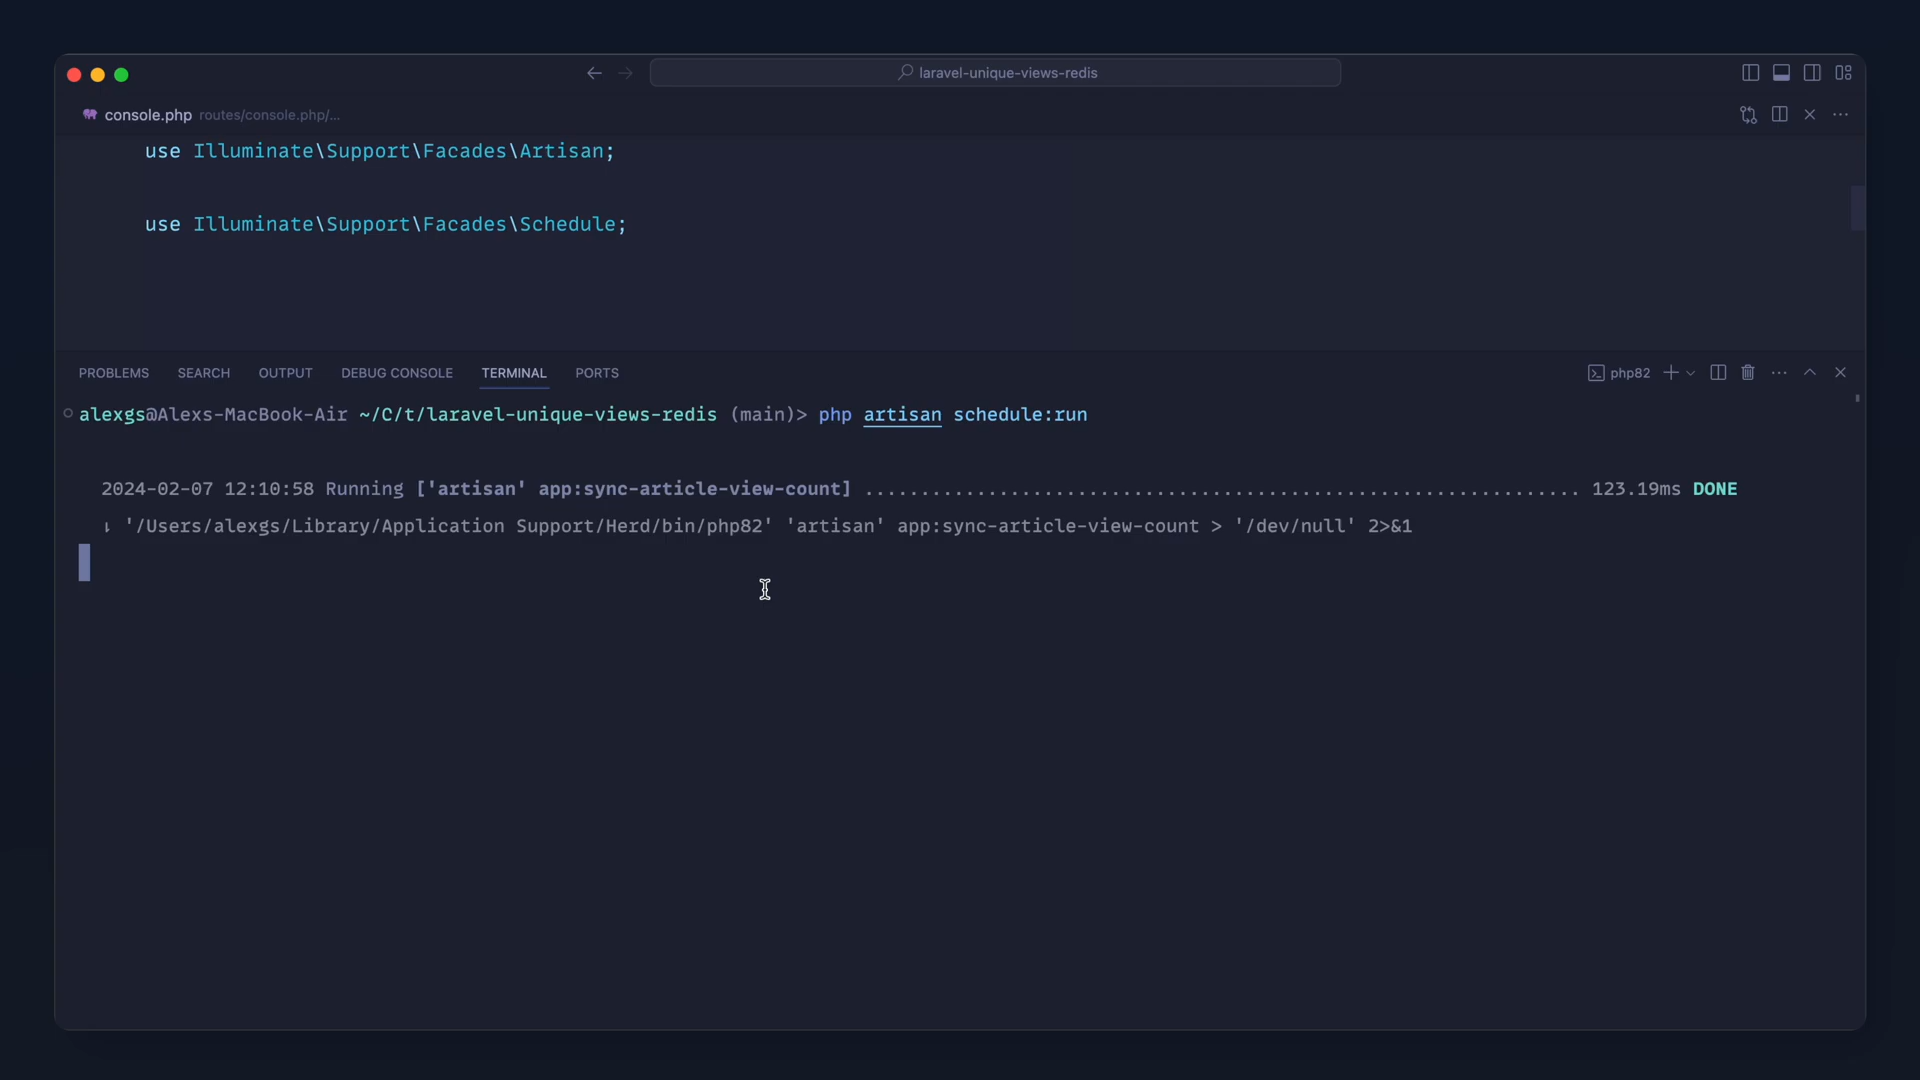 laravel-unique-views-redis
console.php routes/console.php/...
use Illuminate\Support\Facades\Artisan;
use Illuminate\Support\Facades\Schedule;
PROBLEMS SEARCH OUTPUT DEBUG CONSOLE TERMINAL PORTS php82
alexgs@Alexs-MacBook-Air ~/C/t/laravel-unique-views-redis (main)> php artisan schedule:run
2024-02-07 12:10:58 Running ['artisan' app:sync-article-view-count] ................................................................ 123.19ms DONE
⇂ '/Users/alexgs/Library/Application Support/Herd/bin/php82' 'artisan' app:sync-article-view-count > '/dev/null' 2>&1